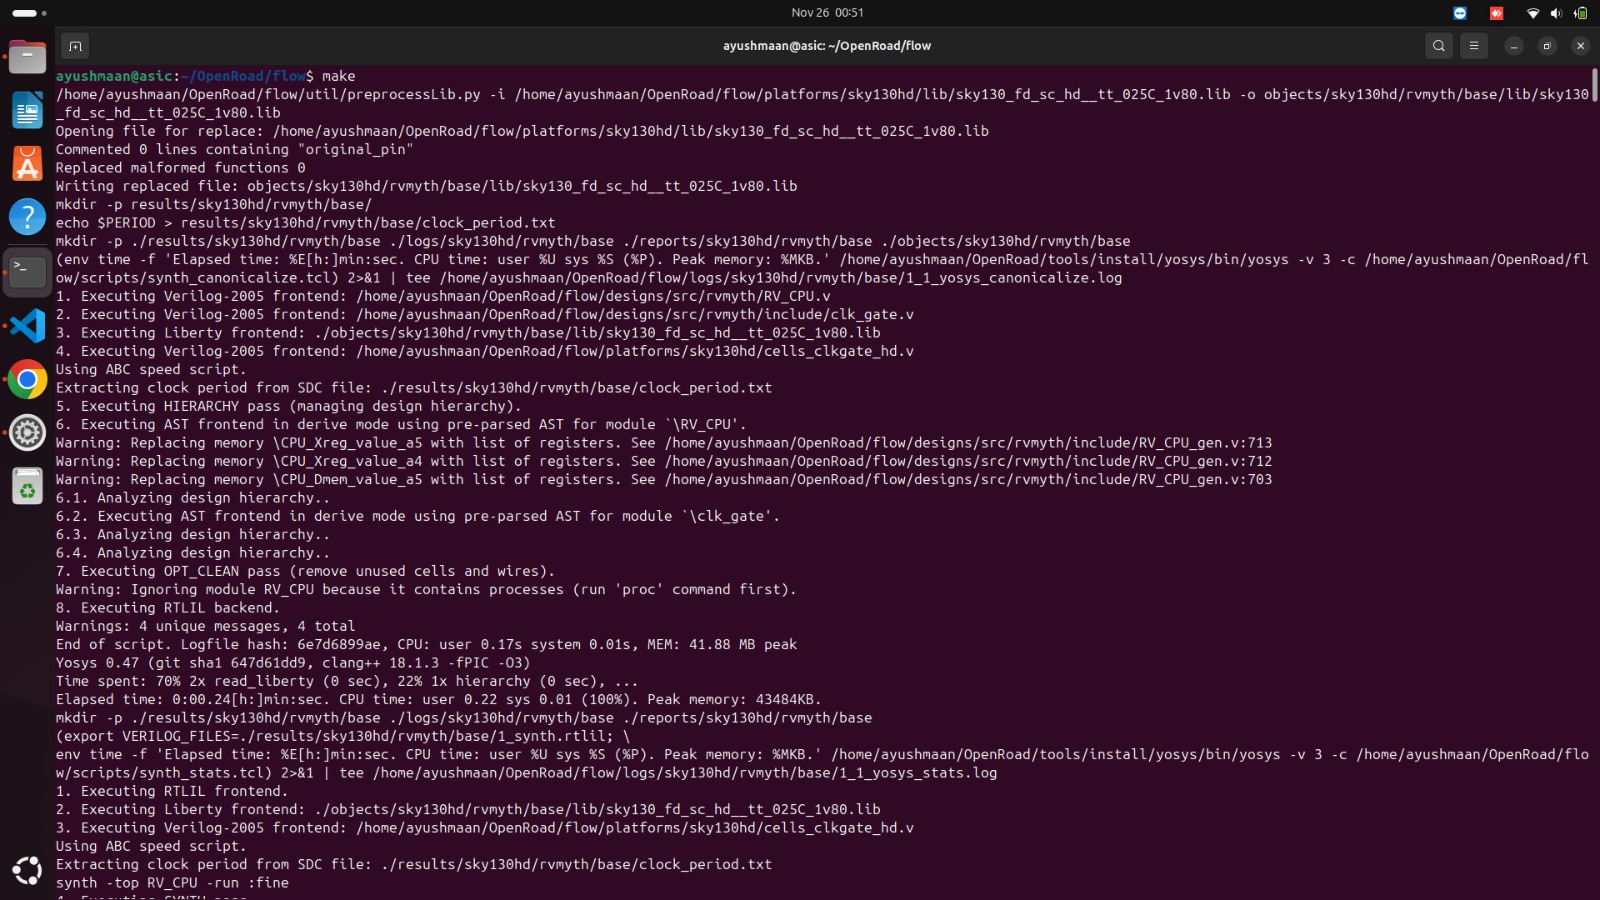 Nov 26 00:51
ayushmaan@asic: ~/OpenRoad/flow
ayushmaan@asic:~/OpenRoad/flow$ make
/home/ayushmaan/OpenRoad/flow/util/preprocessLib.py -i /home/ayushmaan/OpenRoad/flow/platforms/sky130hd/lib/sky130_fd_sc_hd__tt_025C_1v80.lib -o objects/sky130hd/rvmyth/base/lib/sky130
_fd_sc_hd__tt_025C_1v80.lib
Opening file for replace: /home/ayushmaan/OpenRoad/flow/platforms/sky130hd/lib/sky130_fd_sc_hd__tt_025C_1v80.lib
Commented 0 lines containing "original_pin"
Replaced malformed functions 0
Writing replaced file: objects/sky130hd/rvmyth/base/lib/sky130_fd_sc_hd__tt_025C_1v80.lib
mkdir -p results/sky130hd/rvmyth/base/
echo $PERIOD > results/sky130hd/rvmyth/base/clock_period.txt
mkdir -p ./results/sky130hd/rvmyth/base ./logs/sky130hd/rvmyth/base ./reports/sky130hd/rvmyth/base ./objects/sky130hd/rvmyth/base
(env time -f 'Elapsed time: %E[h:]min:sec. CPU time: user %U sys %S (%P). Peak memory: %MKB.' /home/ayushmaan/OpenRoad/tools/install/yosys/bin/yosys -v 3 -c /home/ayushmaan/OpenRoad/fl
ow/scripts/synth_canonicalize.tcl) 2>&1 | tee /home/ayushmaan/OpenRoad/flow/logs/sky130hd/rvmyth/base/1_1_yosys_canonicalize.log
1. Executing Verilog-2005 frontend: /home/ayushmaan/OpenRoad/flow/designs/src/rvmyth/RV_CPU.v
2. Executing Verilog-2005 frontend: /home/ayushmaan/OpenRoad/flow/designs/src/rvmyth/include/clk_gate.v
3. Executing Liberty frontend: ./objects/sky130hd/rvmyth/base/lib/sky130_fd_sc_hd__tt_025C_1v80.lib
4. Executing Verilog-2005 frontend: /home/ayushmaan/OpenRoad/flow/platforms/sky130hd/cells_clkgate_hd.v
Using ABC speed script.
Extracting clock period from SDC file: ./results/sky130hd/rvmyth/base/clock_period.txt
5. Executing HIERARCHY pass (managing design hierarchy).
6. Executing AST frontend in derive mode using pre-parsed AST for module `\RV_CPU'.
Warning: Replacing memory \CPU_Xreg_value_a5 with list of registers. See /home/ayushmaan/OpenRoad/flow/designs/src/rvmyth/include/RV_CPU_gen.v:713
Warning: Replacing memory \CPU_Xreg_value_a4 with list of registers. See /home/ayushmaan/OpenRoad/flow/designs/src/rvmyth/include/RV_CPU_gen.v:712
Warning: Replacing memory \CPU_Dmem_value_a5 with list of registers. See /home/ayushmaan/OpenRoad/flow/designs/src/rvmyth/include/RV_CPU_gen.v:703
6.1. Analyzing design hierarchy..
6.2. Executing AST frontend in derive mode using pre-parsed AST for module `\clk_gate'.
6.3. Analyzing design hierarchy..
6.4. Analyzing design hierarchy..
7. Executing OPT_CLEAN pass (remove unused cells and wires).
Warning: Ignoring module RV_CPU because it contains processes (run 'proc' command first).
8. Executing RTLIL backend.
Warnings: 4 unique messages, 4 total
End of script. Logfile hash: 6e7d6899ae, CPU: user 0.17s system 0.01s, MEM: 41.88 MB peak
Yosys 0.47 (git sha1 647d61dd9, clang++ 18.1.3 -fPIC -O3)
Time spent: 70% 2x read_liberty (0 sec), 22% 1x hierarchy (0 sec), ...
Elapsed time: 0:00.24[h:]min:sec. CPU time: user 0.22 sys 0.01 (100%). Peak memory: 43484KB.
mkdir -p ./results/sky130hd/rvmyth/base ./logs/sky130hd/rvmyth/base ./reports/sky130hd/rvmyth/base
(export VERILOG_FILES=./results/sky130hd/rvmyth/base/1_synth.rtlil; \
env time -f 'Elapsed time: %E[h:]min:sec. CPU time: user %U sys %S (%P). Peak memory: %MKB.' /home/ayushmaan/OpenRoad/tools/install/yosys/bin/yosys -v 3 -c /home/ayushmaan/OpenRoad/flo
w/scripts/synth_stats.tcl) 2>&1 | tee /home/ayushmaan/OpenRoad/flow/logs/sky130hd/rvmyth/base/1_1_yosys_stats.log
1. Executing RTLIL frontend.
2. Executing Liberty frontend: ./objects/sky130hd/rvmyth/base/lib/sky130_fd_sc_hd__tt_025C_1v80.lib
3. Executing Verilog-2005 frontend: /home/ayushmaan/OpenRoad/flow/platforms/sky130hd/cells_clkgate_hd.v
Using ABC speed script.
Extracting clock period from SDC file: ./results/sky130hd/rvmyth/base/clock_period.txt
synth -top RV_CPU -run :fine